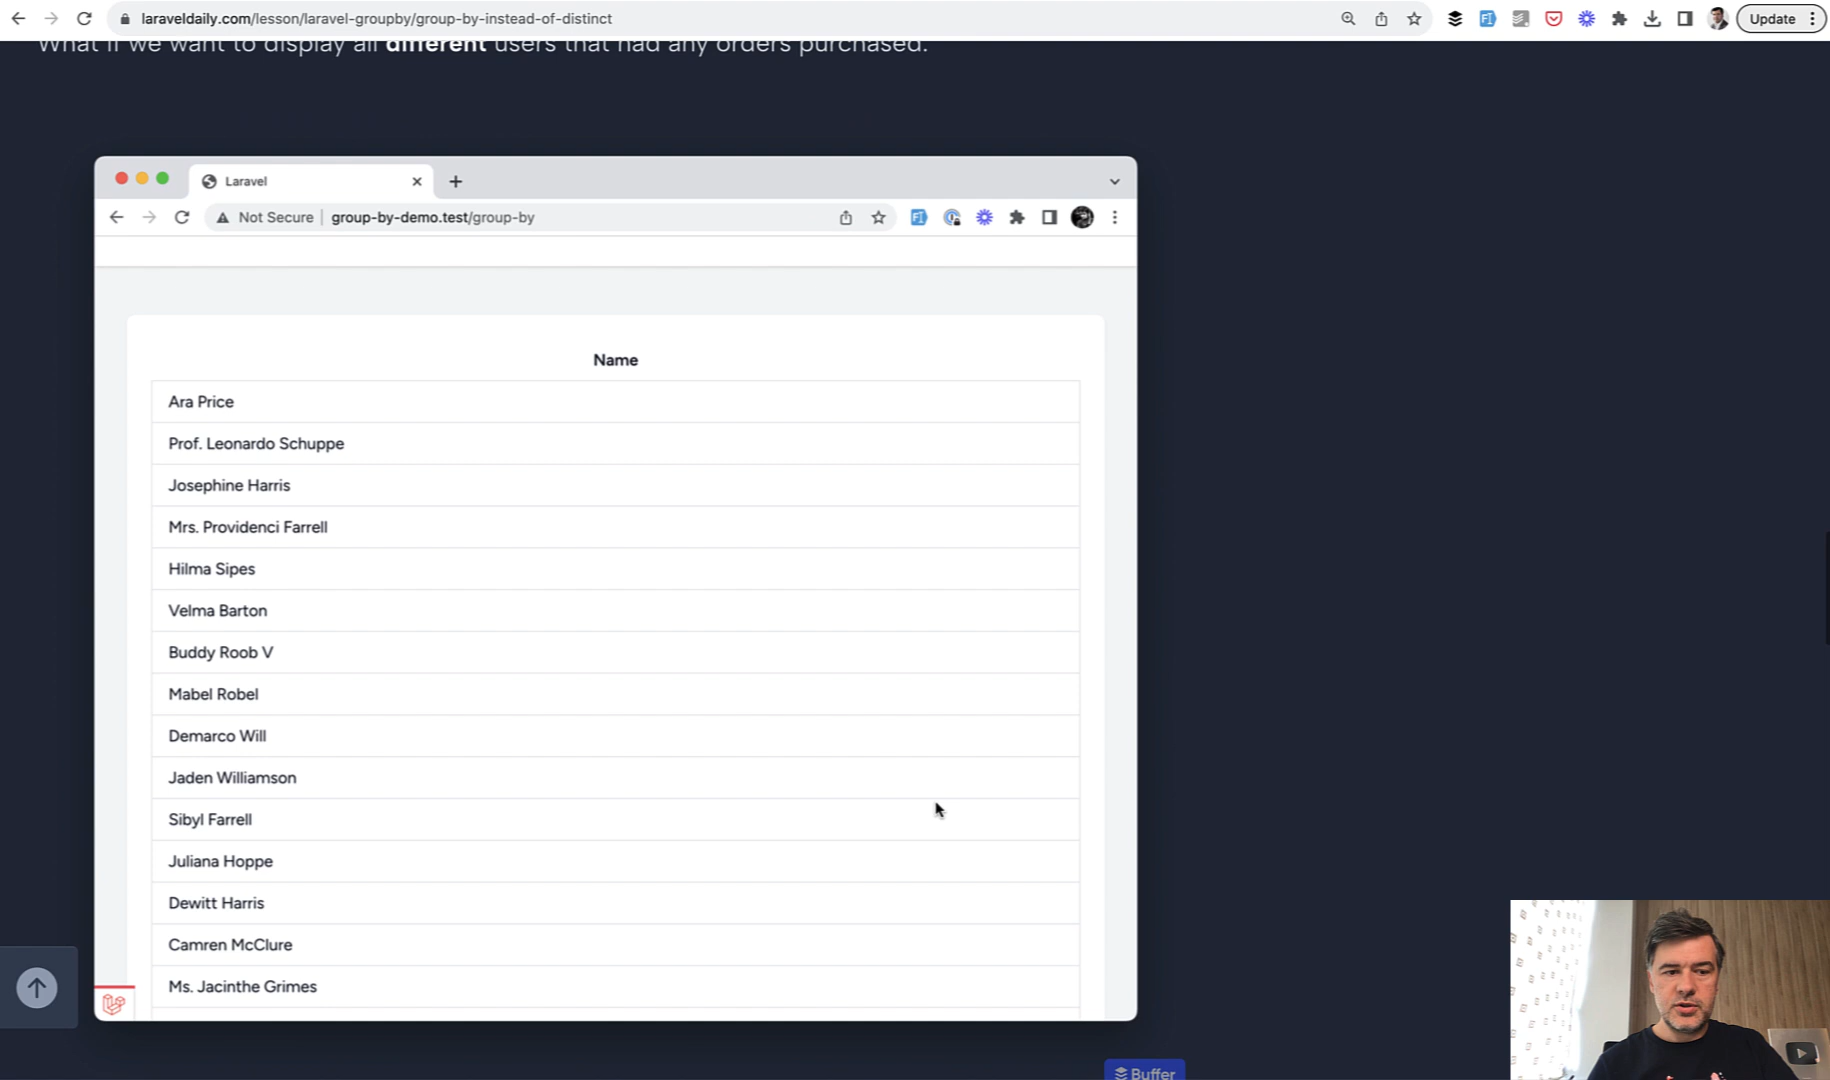 laraveldaily.com/lesson/laravel-groupby/group-by-instead-of-distinct
Update
What if we want to display all different users that had any orders purchased.
Laravel
Not Secure
group-by-demo.test/group-by
Name
Ara Price
Prof. Leonardo Schuppe
Josephine Harris
Mrs. Providenci Farrell
Hilma Sipes
Velma Barton
Buddy Roob V
Mabel Robel
Demarco Will
Jaden Williamson
Sibyl Farrell
Juliana Hoppe
Dewitt Harris
Camren McClure
Ms. Jacinthe Grimes
Buffer